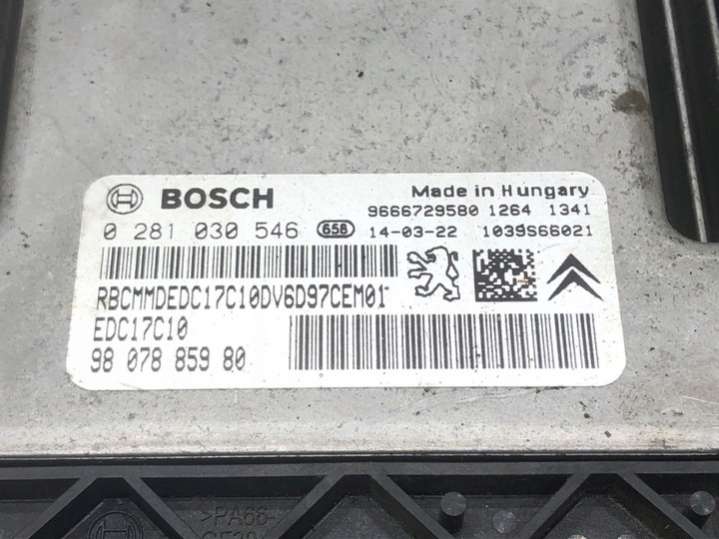 BOSCH
Made in Hungary
0 281 030 546 656
9666729580 1264 1341
14-03-22 1039S66021
RBCMMDEDC17C10DV6D97CEM01
EDC17C10
98 078 859 80
>PA66-